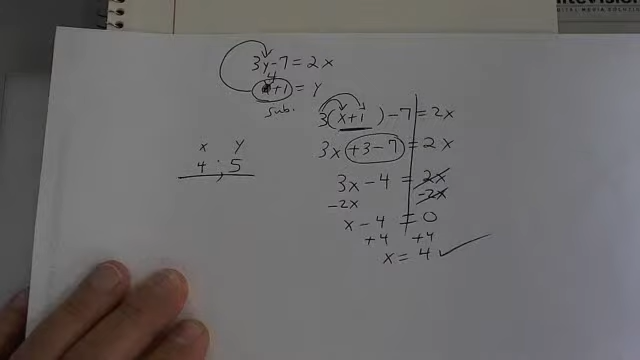 3y-7=2x
4
+1=y
sub.
3(x+1)-7=2x
3x+3-7=2x
3x-4=2x
-2x -2x
x-4=0
+4 +4
x=4
x y
4,5